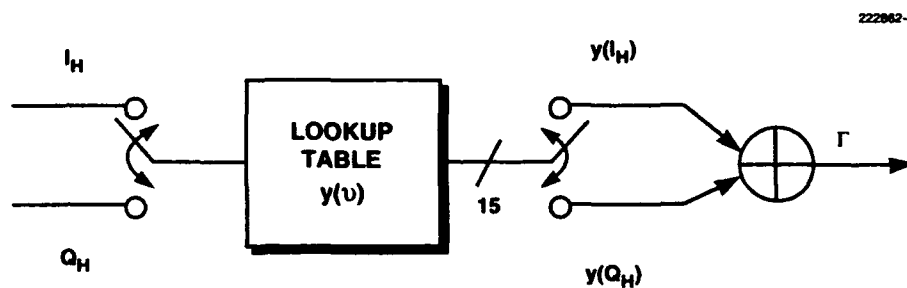 222862-
I_H
y(I_H)
LOOKUP
TABLE
y(υ)
15
Γ
Q_H
y(Q_H)